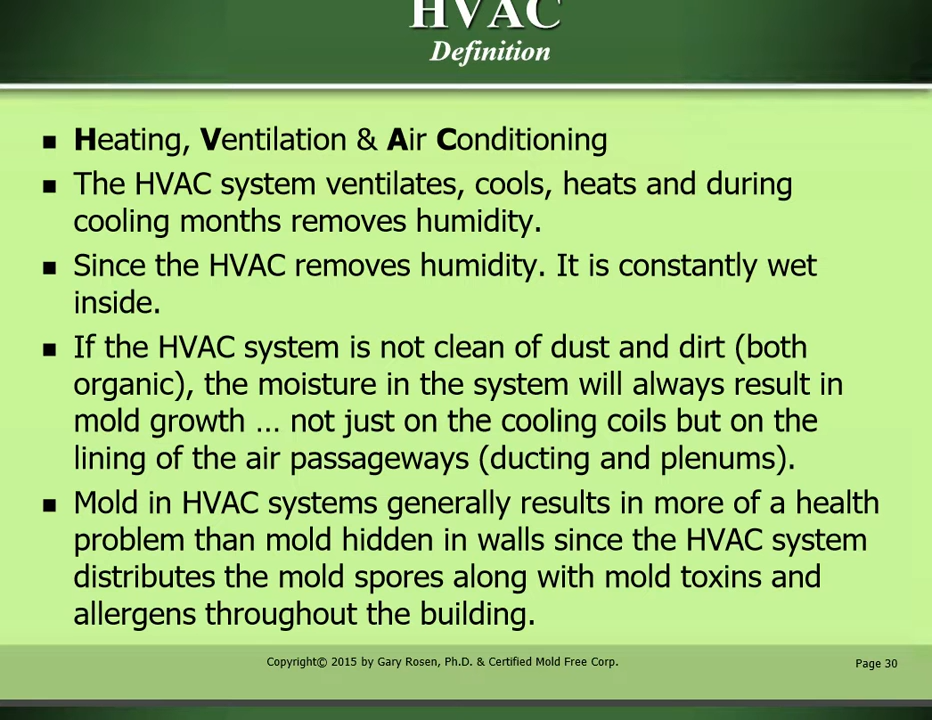 HVAC
Definition
■ Heating, Ventilation & Air Conditioning
■ The HVAC system ventilates, cools, heats and during
cooling months removes humidity.
■ Since the HVAC removes humidity. It is constantly wet
inside.
■ If the HVAC system is not clean of dust and dirt (both
organic), the moisture in the system will always result in
mold growth ... not just on the cooling coils but on the
lining of the air passageways (ducting and plenums).
■ Mold in HVAC systems generally results in more of a health
problem than mold hidden in walls since the HVAC system
distributes the mold spores along with mold toxins and
allergens throughout the building.
Copyright© 2015 by Gary Rosen, Ph.D. & Certified Mold Free Corp.
Page 30